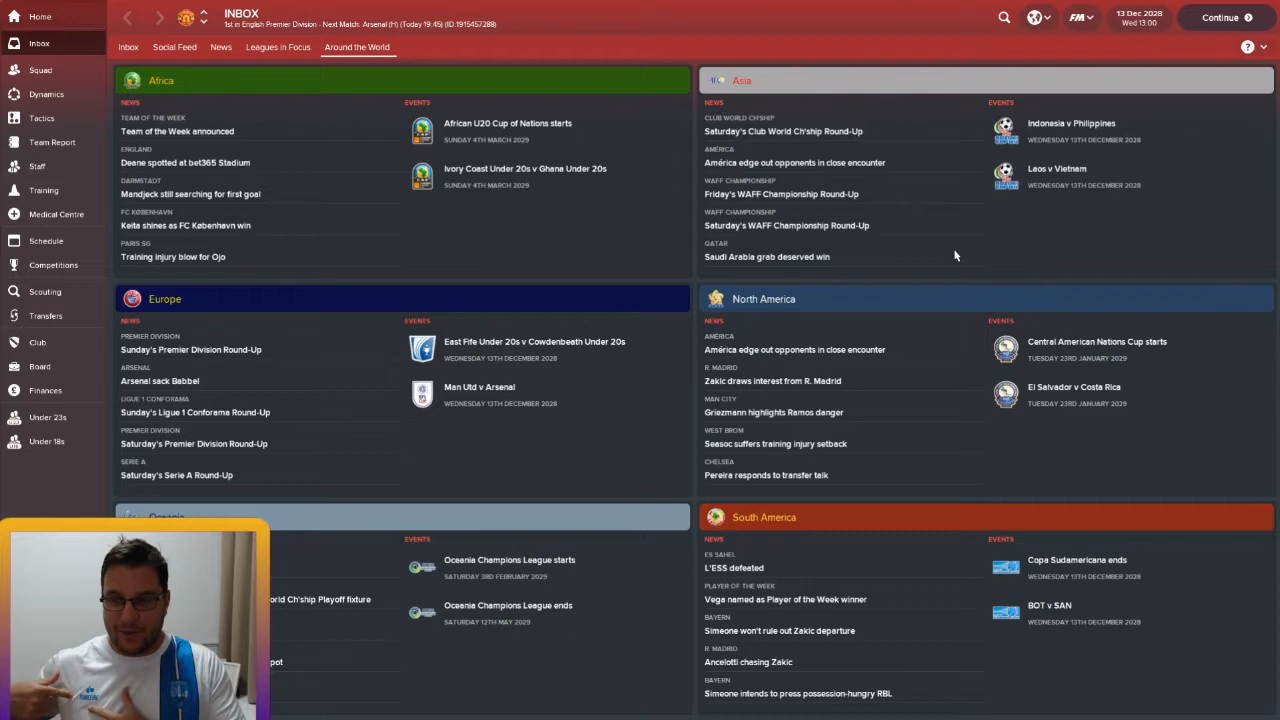 Home
Inbox
Squad
Dynamics
Tactics
Team Report
Staff
Training
Medical Centre
Schedule
Competitions
Scouting
Transfers
Club
Board
Finances
Under 23s
Under 18s
INBOX
1st in English Premier Division - Next Match: Arsenal (H) (Today 19:45) (ID:1915457288)
FM
13 Dec 2028
Wed 13:00
Continue
Inbox Social Feed News Leagues in Focus Around the World
?
Africa
NEWS
TEAM OF THE WEEK
Team of the Week announced
ENGLAND
Deane spotted at bet365 Stadium
DARMSTADT
Mandjeck still searching for first goal
FC KØBENHAVN
Keita shines as FC København win
PARIS SG
Training injury blow for Ojo
EVENTS
African U20 Cup of Nations starts
SUNDAY 4TH MARCH 2029
Ivory Coast Under 20s v Ghana Under 20s
SUNDAY 4TH MARCH 2029
Asia
NEWS
CLUB WORLD CH'SHIP
Saturday's Club World Ch'ship Round-Up
AMÉRICA
América edge out opponents in close encounter
WAFF CHAMPIONSHIP
Friday's WAFF Championship Round-Up
WAFF CHAMPIONSHIP
Saturday's WAFF Championship Round-Up
QATAR
Saudi Arabia grab deserved win
EVENTS
Indonesia v Philippines
WEDNESDAY 13TH DECEMBER 2028
Laos v Vietnam
WEDNESDAY 13TH DECEMBER 2028
Europe
NEWS
PREMIER DIVISION
Sunday's Premier Division Round-Up
ARSENAL
Arsenal sack Babbel
LIGUE 1 CONFORAMA
Sunday's Ligue 1 Conforama Round-Up
PREMIER DIVISION
Saturday's Premier Division Round-Up
SERIE A
Saturday's Serie A Round-Up
EVENTS
East Fife Under 20s v Cowdenbeath Under 20s
WEDNESDAY 13TH DECEMBER 2028
Man Utd v Arsenal
WEDNESDAY 13TH DECEMBER 2028
North America
NEWS
AMÉRICA
América edge out opponents in close encounter
R. MADRID
Zakic draws interest from R. Madrid
MAN CITY
Griezmann highlights Ramos danger
WEST BROM
Seasoc suffers training injury setback
CHELSEA
Pereira responds to transfer talk
EVENTS
Central American Nations Cup starts
TUESDAY 23RD JANUARY 2029
El Salvador v Costa Rica
TUESDAY 23RD JANUARY 2029
Oceania
orld Ch'ship Playoff fixture
pot
EVENTS
Oceania Champions League starts
SATURDAY 3RD FEBRUARY 2029
Oceania Champions League ends
SATURDAY 12TH MAY 2029
South America
NEWS
ES SAHEL
L'ESS defeated
PLAYER OF THE WEEK
Vega named as Player of the Week winner
BAYERN
Simeone won't rule out Zakic departure
R. MADRID
Ancelotti chasing Zakic
BAYERN
Simeone intends to press possession-hungry RBL
EVENTS
Copa Sudamericana ends
WEDNESDAY 13TH DECEMBER 2028
BOT v SAN
WEDNESDAY 13TH DECEMBER 2028